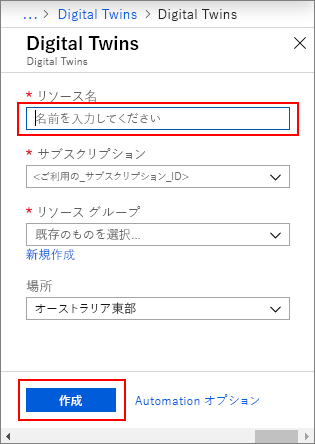 ... > Digital Twins > Digital Twins
Digital Twins
Digital Twins
* リソース名
名前を入力してください
* サブスクリプション
<ご利用の_サブスクリプション_ID>
* リソース グループ
既存のものを選択...
新規作成
場所
オーストラリア東部
作成 Automation オプション